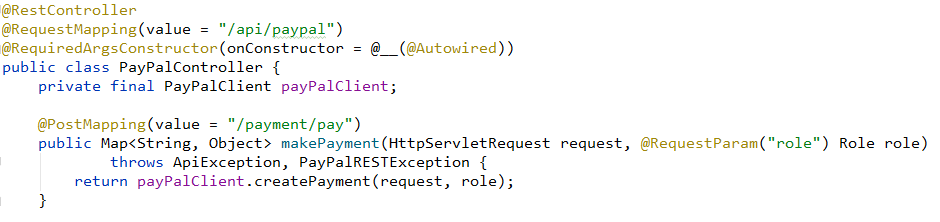 @RestController
@RequestMapping(value = "/api/paypal")
@RequiredArgsConstructor(onConstructor = @__(@Autowired))
public class PayPalController {
    private final PayPalClient payPalClient;

    @PostMapping(value = "/payment/pay")
    public Map<String, Object> makePayment(HttpServletRequest request, @RequestParam("role") Role role)
            throws ApiException, PayPalRESTException {
        return payPalClient.createPayment(request, role);
    }